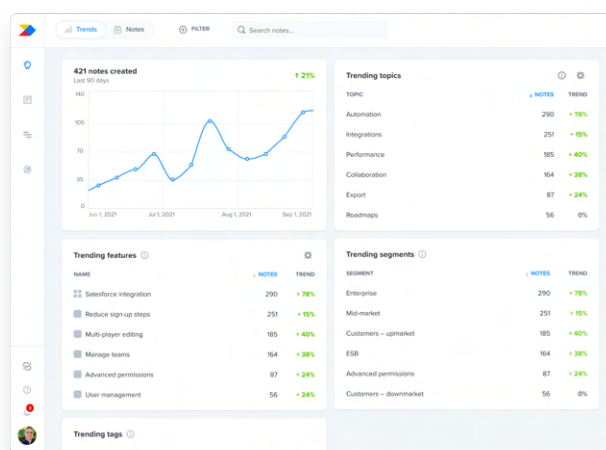 Trends Notes FILTER Search notes...
421 notes created
Last 90 days
↑ 21%
140
105
70
35
0
Jun 1, 2021 Jul 1, 2021 Aug 1, 2021 Sep 1, 2021
Trending topics
TOPIC ↓ NOTES TREND
Automation 290 + 78%
Integrations 251 + 15%
Performance 185 + 40%
Collaboration 164 + 38%
Export 87 + 24%
Roadmaps 56 0%
Trending features
NAME ↓ NOTES TREND
Salesforce integration 290 + 78%
Reduce sign-up steps 251 + 15%
Multi-player editing 185 + 40%
Manage teams 164 + 38%
Advanced permissions 87 + 24%
User management 56 + 24%
Trending segments
SEGMENT ↓ NOTES TREND
Enterprise 290 + 78%
Mid-market 251 + 15%
Customers – upmarket 185 + 40%
ESB 164 + 38%
Advanced permissions 87 + 24%
Customers – downmarket 56 0%
Trending tags